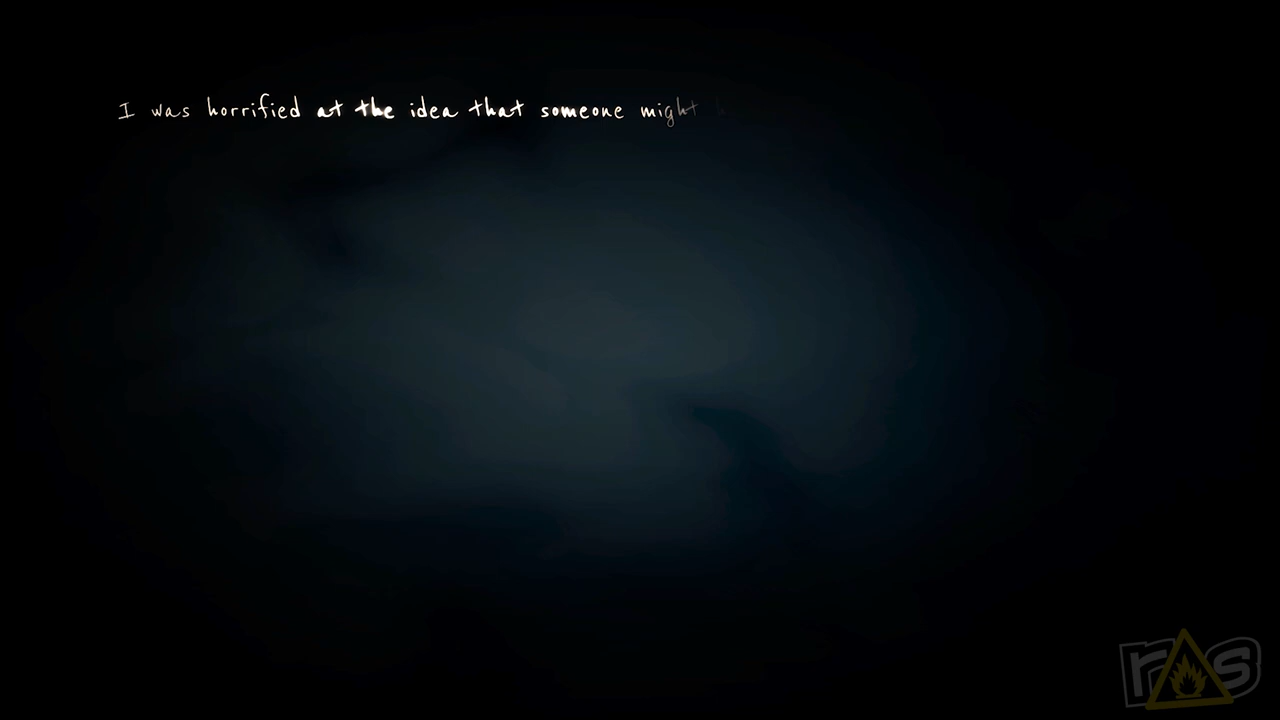 I was horrified at the idea that someone might